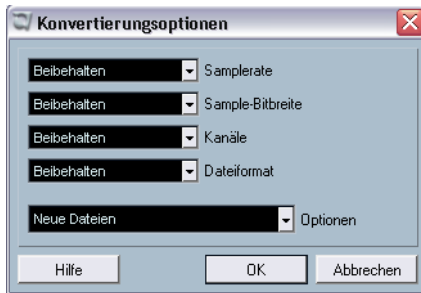 Konvertierungsoptionen
Beibehalten Samplerate
Beibehalten Sample-Bitbreite
Beibehalten Kanäle
Beibehalten Dateiformat
Neue Dateien Optionen
Hilfe OK Abbrechen